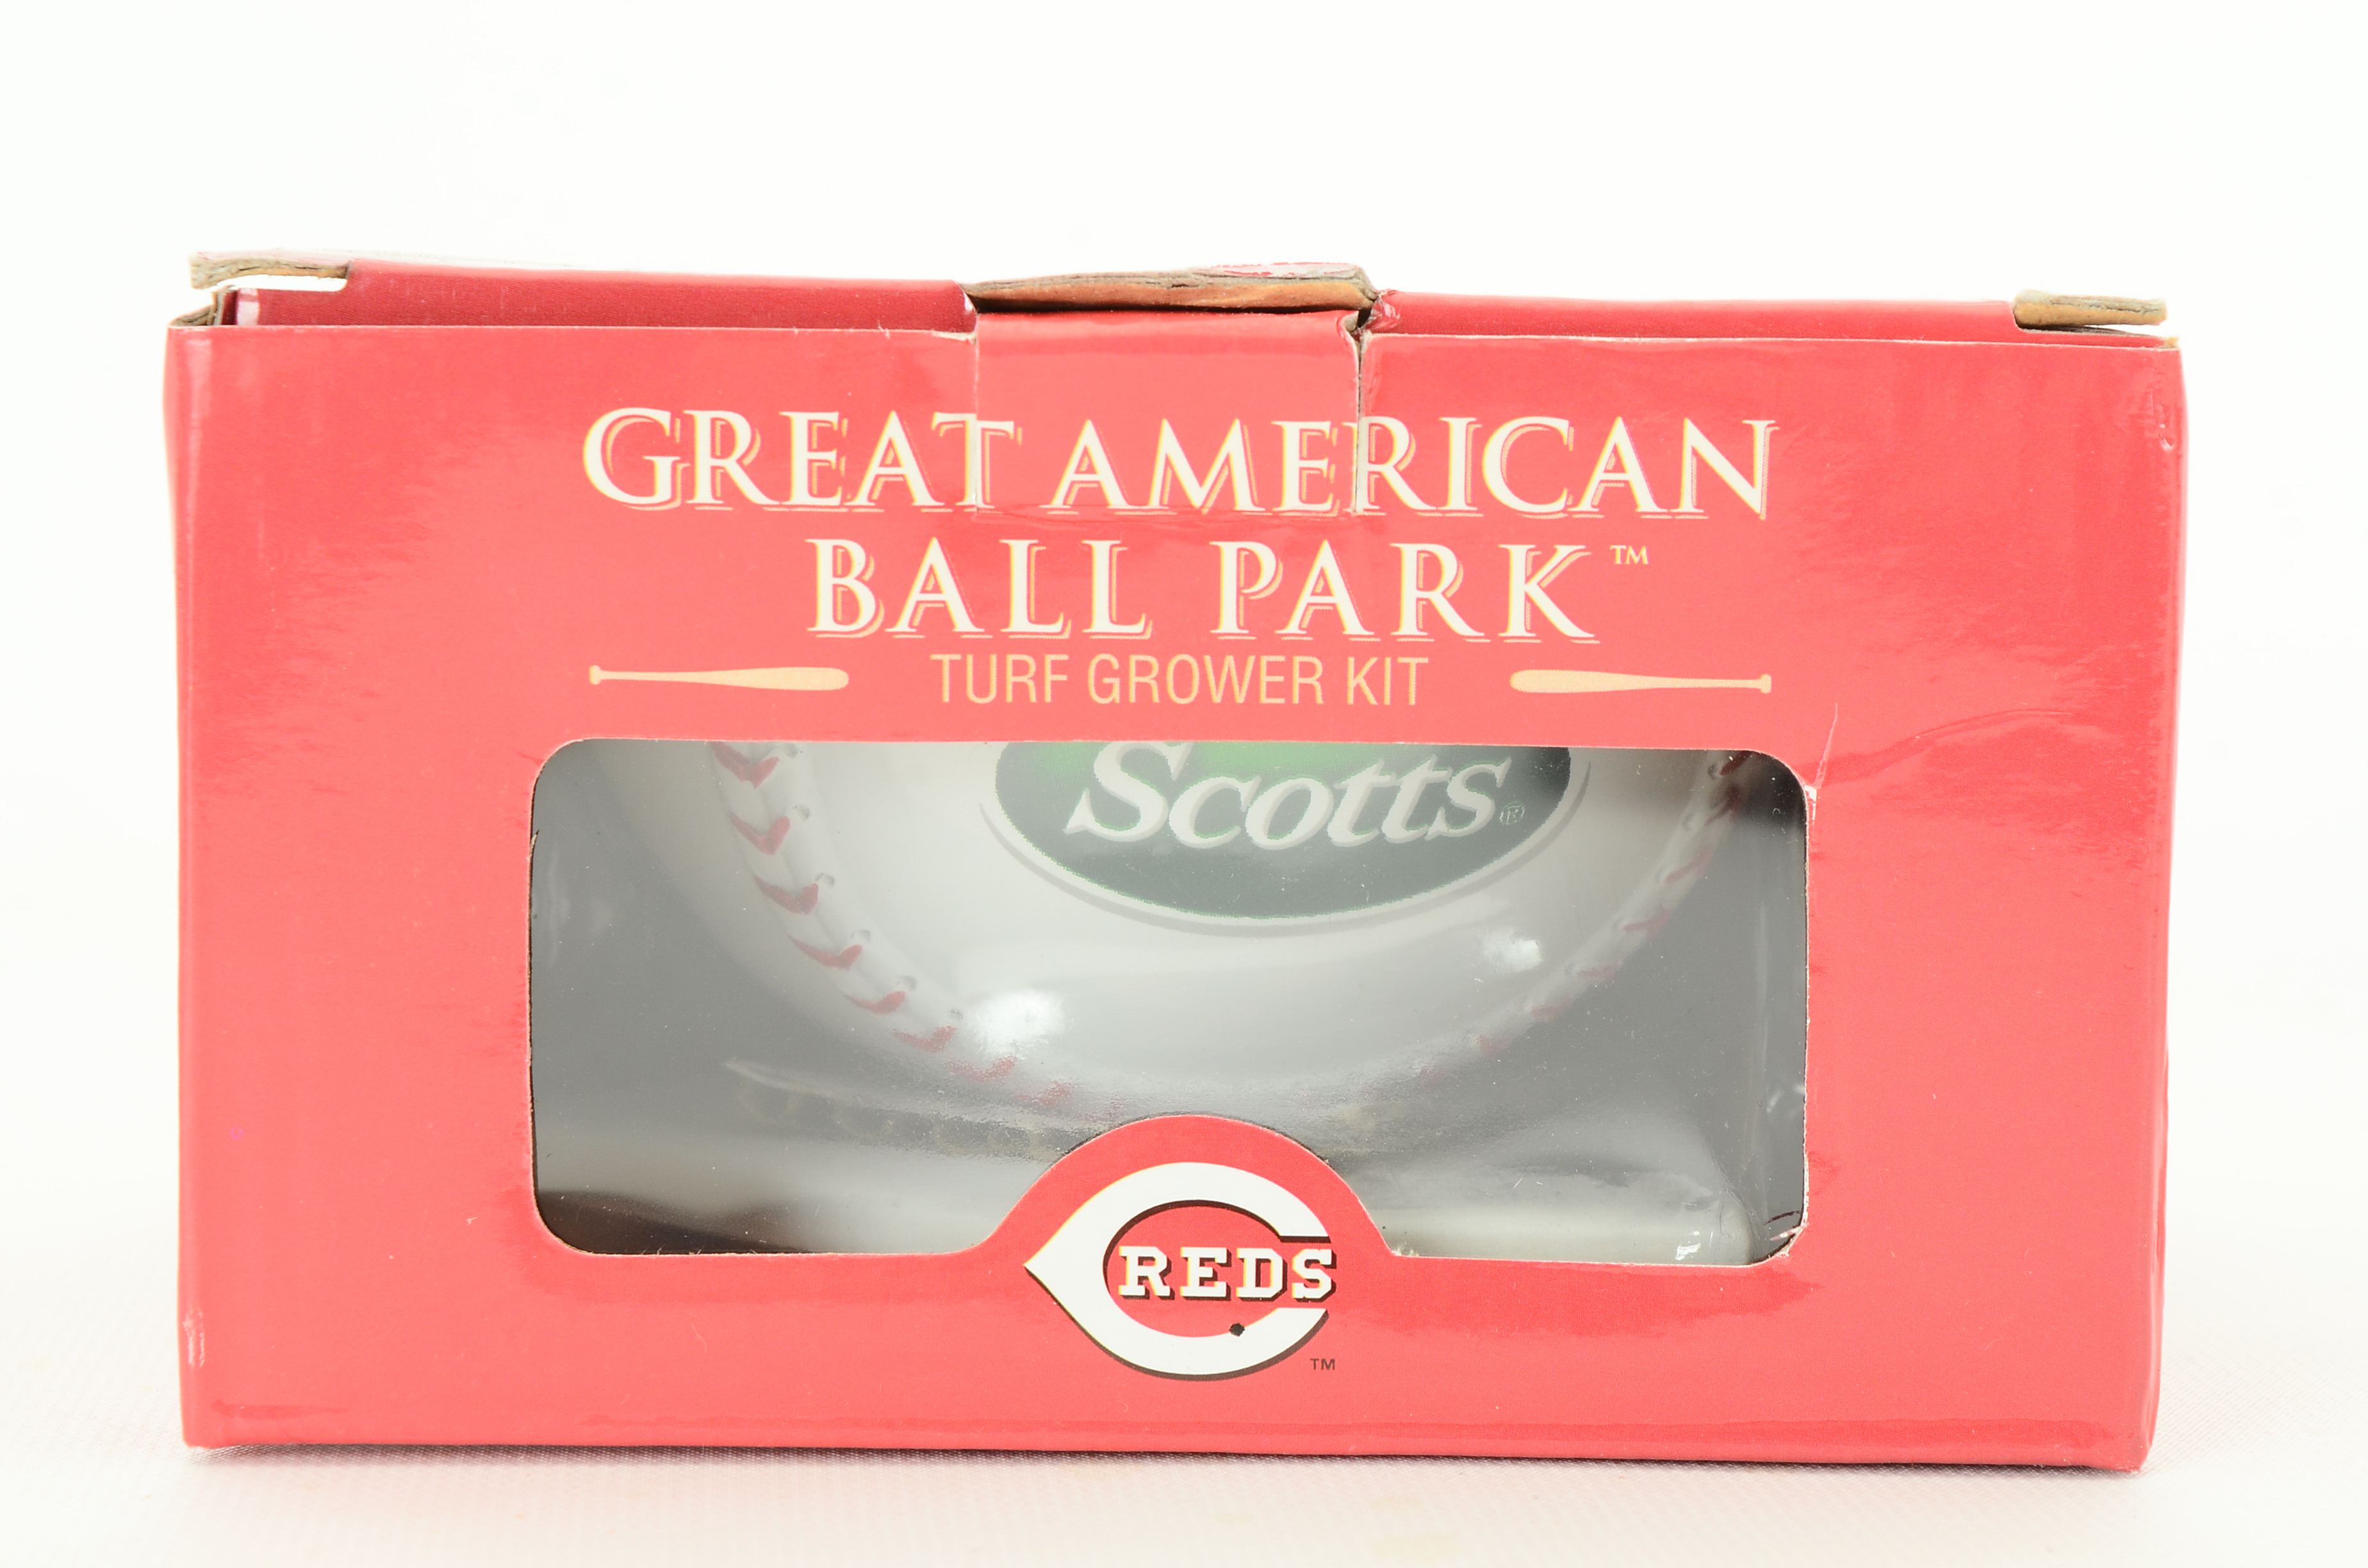 GREAT AMERICAN
BALL PARK™
TURF GROWER KIT
Scotts®
REDS
™